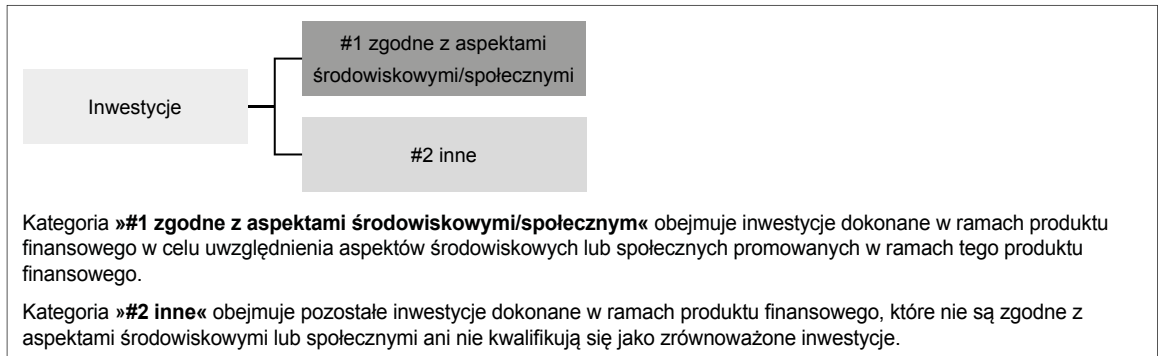 #1 zgodne z aspektami
środowiskowymi/społecznymi
Inwestycje
#2 inne
Kategoria »#1 zgodne z aspektami środowiskowymi/społecznym« obejmuje inwestycje dokonane w ramach produktu
finansowego w celu uwzględnienia aspektów środowiskowych lub społecznych promowanych w ramach tego produktu
finansowego.
Kategoria »#2 inne« obejmuje pozostałe inwestycje dokonane w ramach produktu finansowego, które nie są zgodne z
aspektami środowiskowymi lub społecznymi ani nie kwalifikują się jako zrównoważone inwestycje.